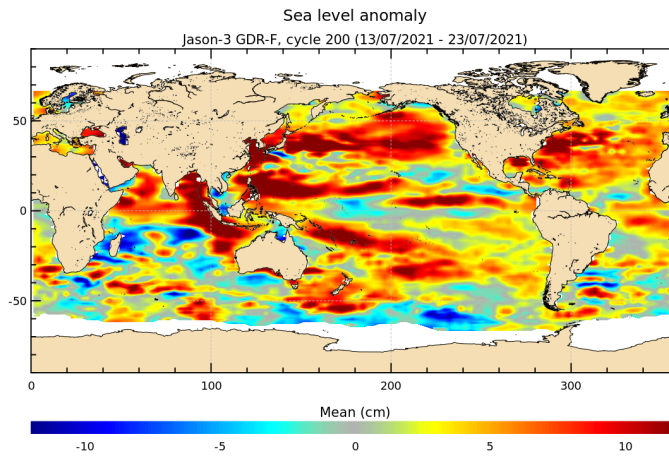 Sea level anomaly
Jason-3 GDR-F, cycle 200 (13/07/2021 - 23/07/2021)
50
0
-50
0 100 200 300
Mean (cm)
-10 -5 0 5 10